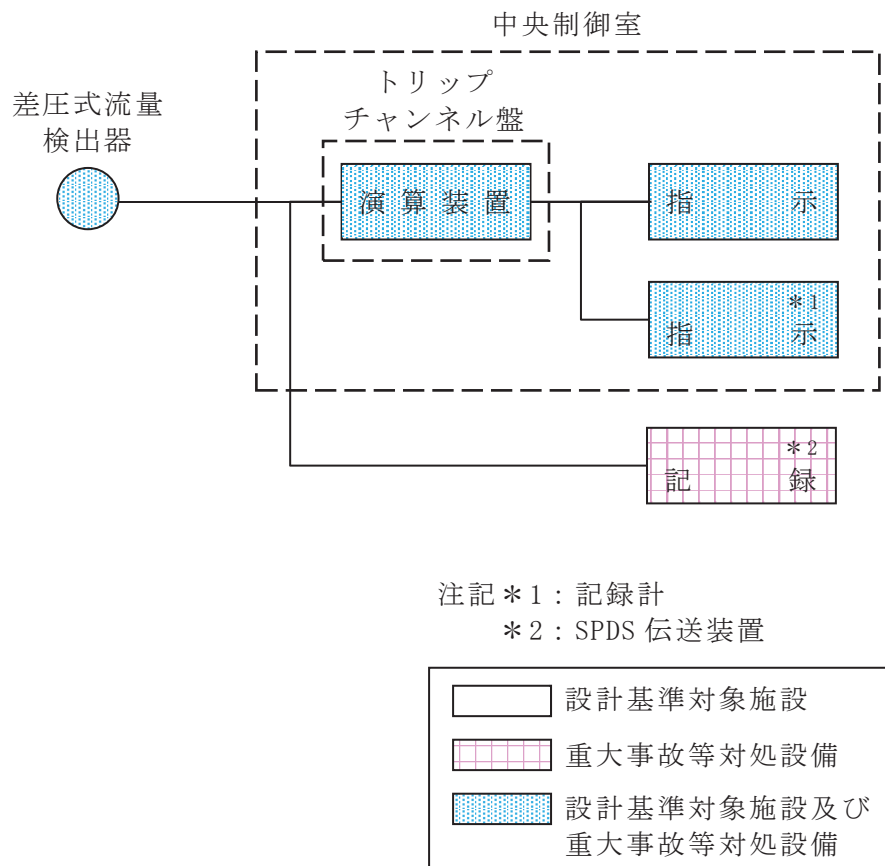 中央制御室
トリップ
チャンネル盤
差圧式流量
検出器
演算装置
指示
＊1
指示
＊2
記録
注記＊1：記録計
＊2：SPDS 伝送装置
設計基準対象施設
重大事故等対処設備
設計基準対象施設及び
重大事故等対処設備